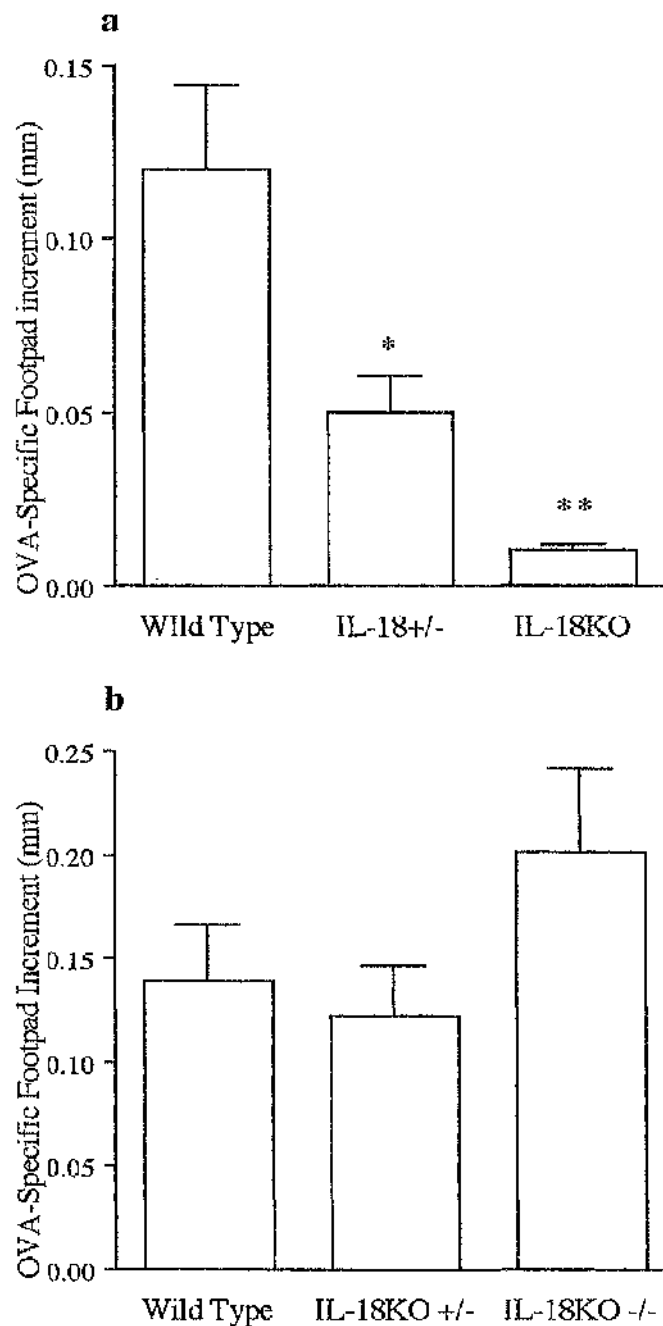 a
OVA-Specific Footpad increment (mm)
0.15
0.10
0.05
0.00
*
**
WIld Type IL-18+/- IL-18KO
b
OVA-Specific Footpad Increment (mm)
0.25
0.20
0.15
0.10
0.05
0.00
Wild Type IL-18KO +/- IL-18KO -/-